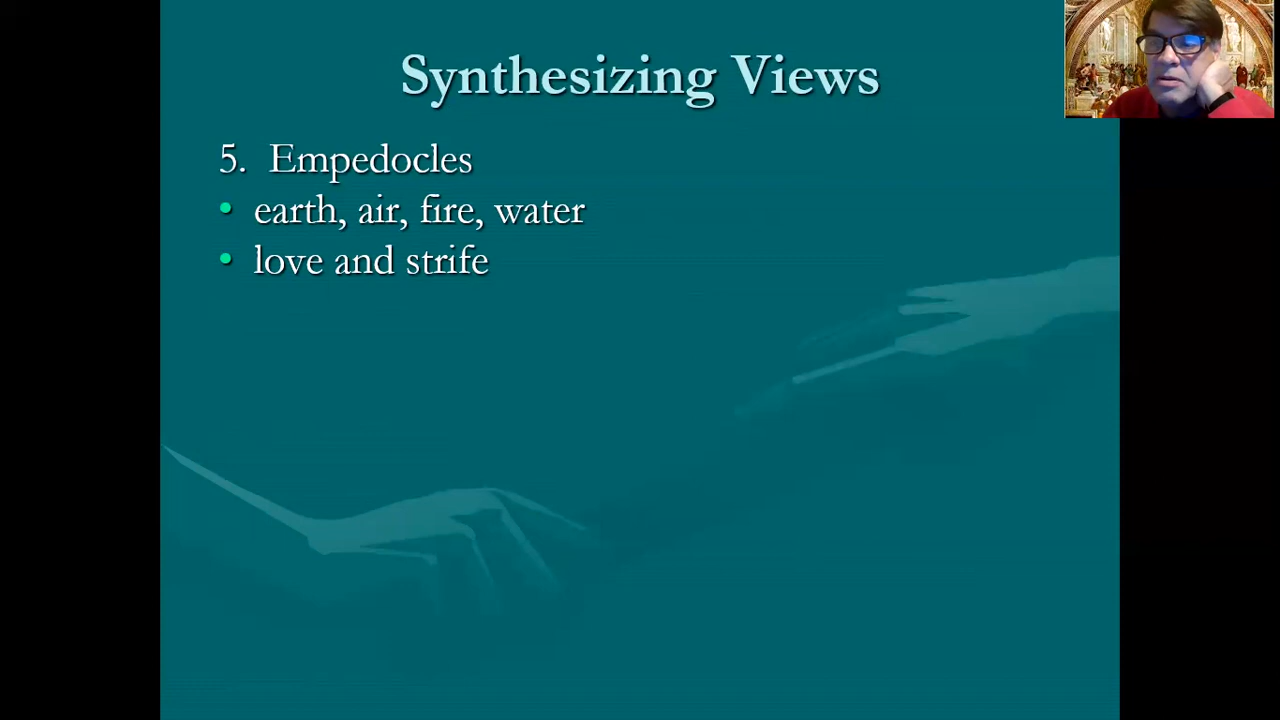 Synthesizing Views
5. Empedocles
• earth, air, fire, water
• love and strife